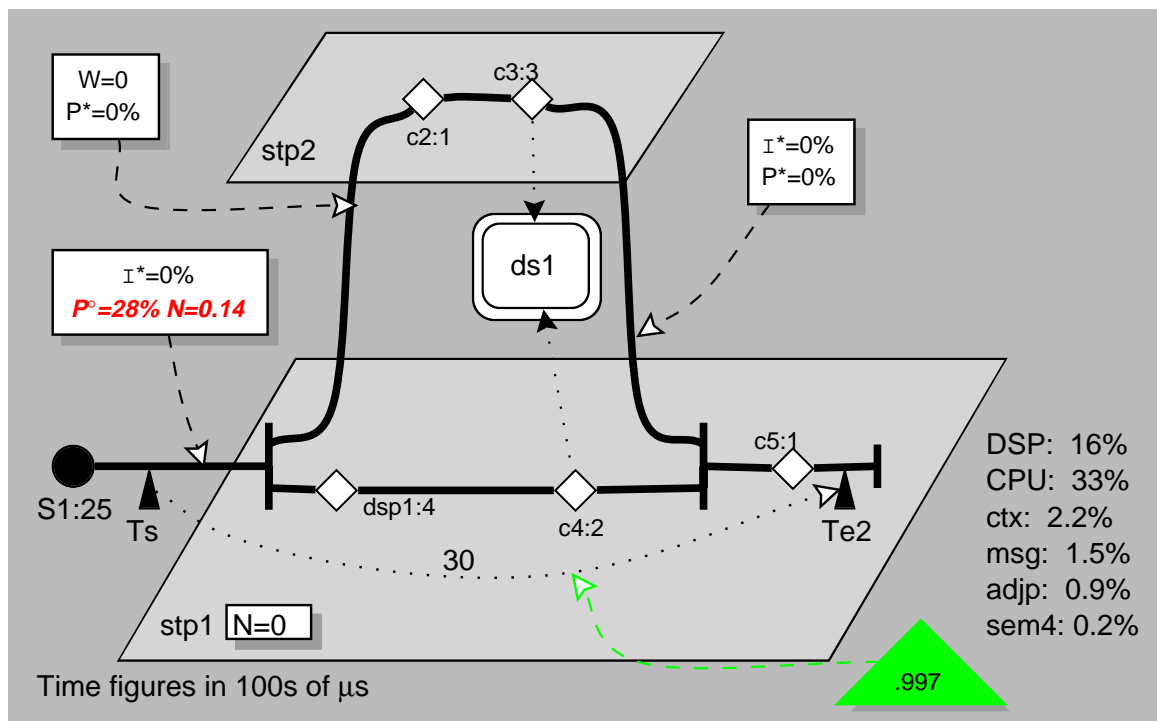 W=0
P*=0%
c3:3
c2:1
stp2
I*=0%
P*=0%
ds1
I*=0%
P°=28% N=0.14
c5:1
S1:25
Ts
dsp1:4
c4:2
Te2
30
DSP: 16%
CPU: 33%
ctx: 2.2%
msg: 1.5%
adjp: 0.9%
sem4: 0.2%
stp1
N=0
.997
Time figures in 100s of μs